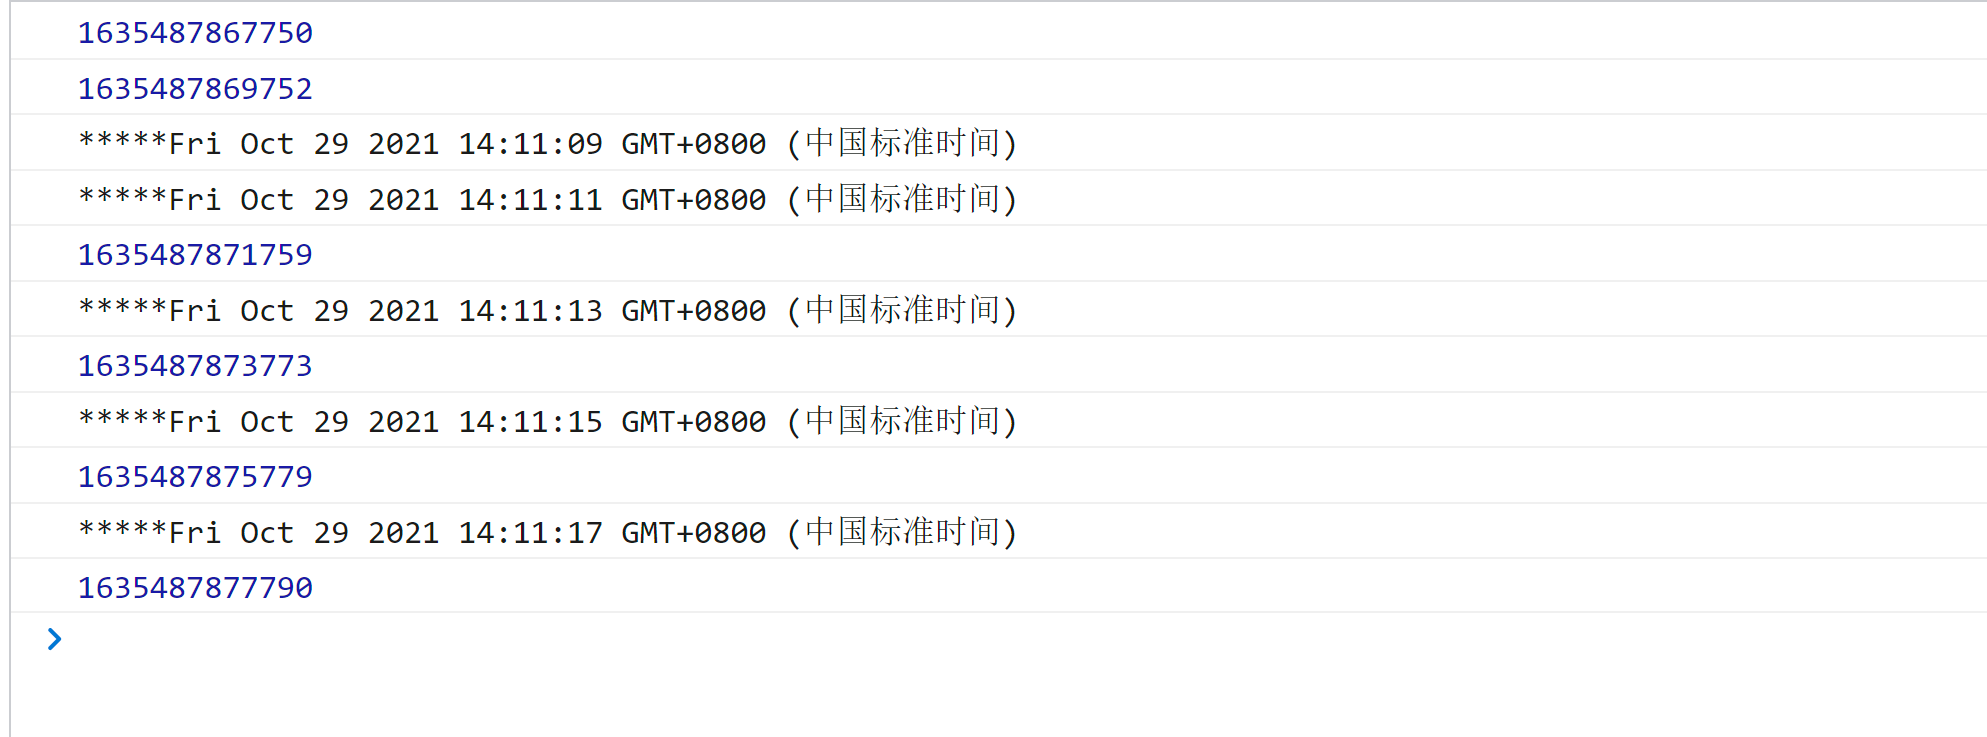 1635487867750
1635487869752
*****Fri Oct 29 2021 14:11:09 GMT+0800 (中国标准时间)
*****Fri Oct 29 2021 14:11:11 GMT+0800 (中国标准时间)
1635487871759
*****Fri Oct 29 2021 14:11:13 GMT+0800 (中国标准时间)
1635487873773
*****Fri Oct 29 2021 14:11:15 GMT+0800 (中国标准时间)
1635487875779
*****Fri Oct 29 2021 14:11:17 GMT+0800 (中国标准时间)
1635487877790